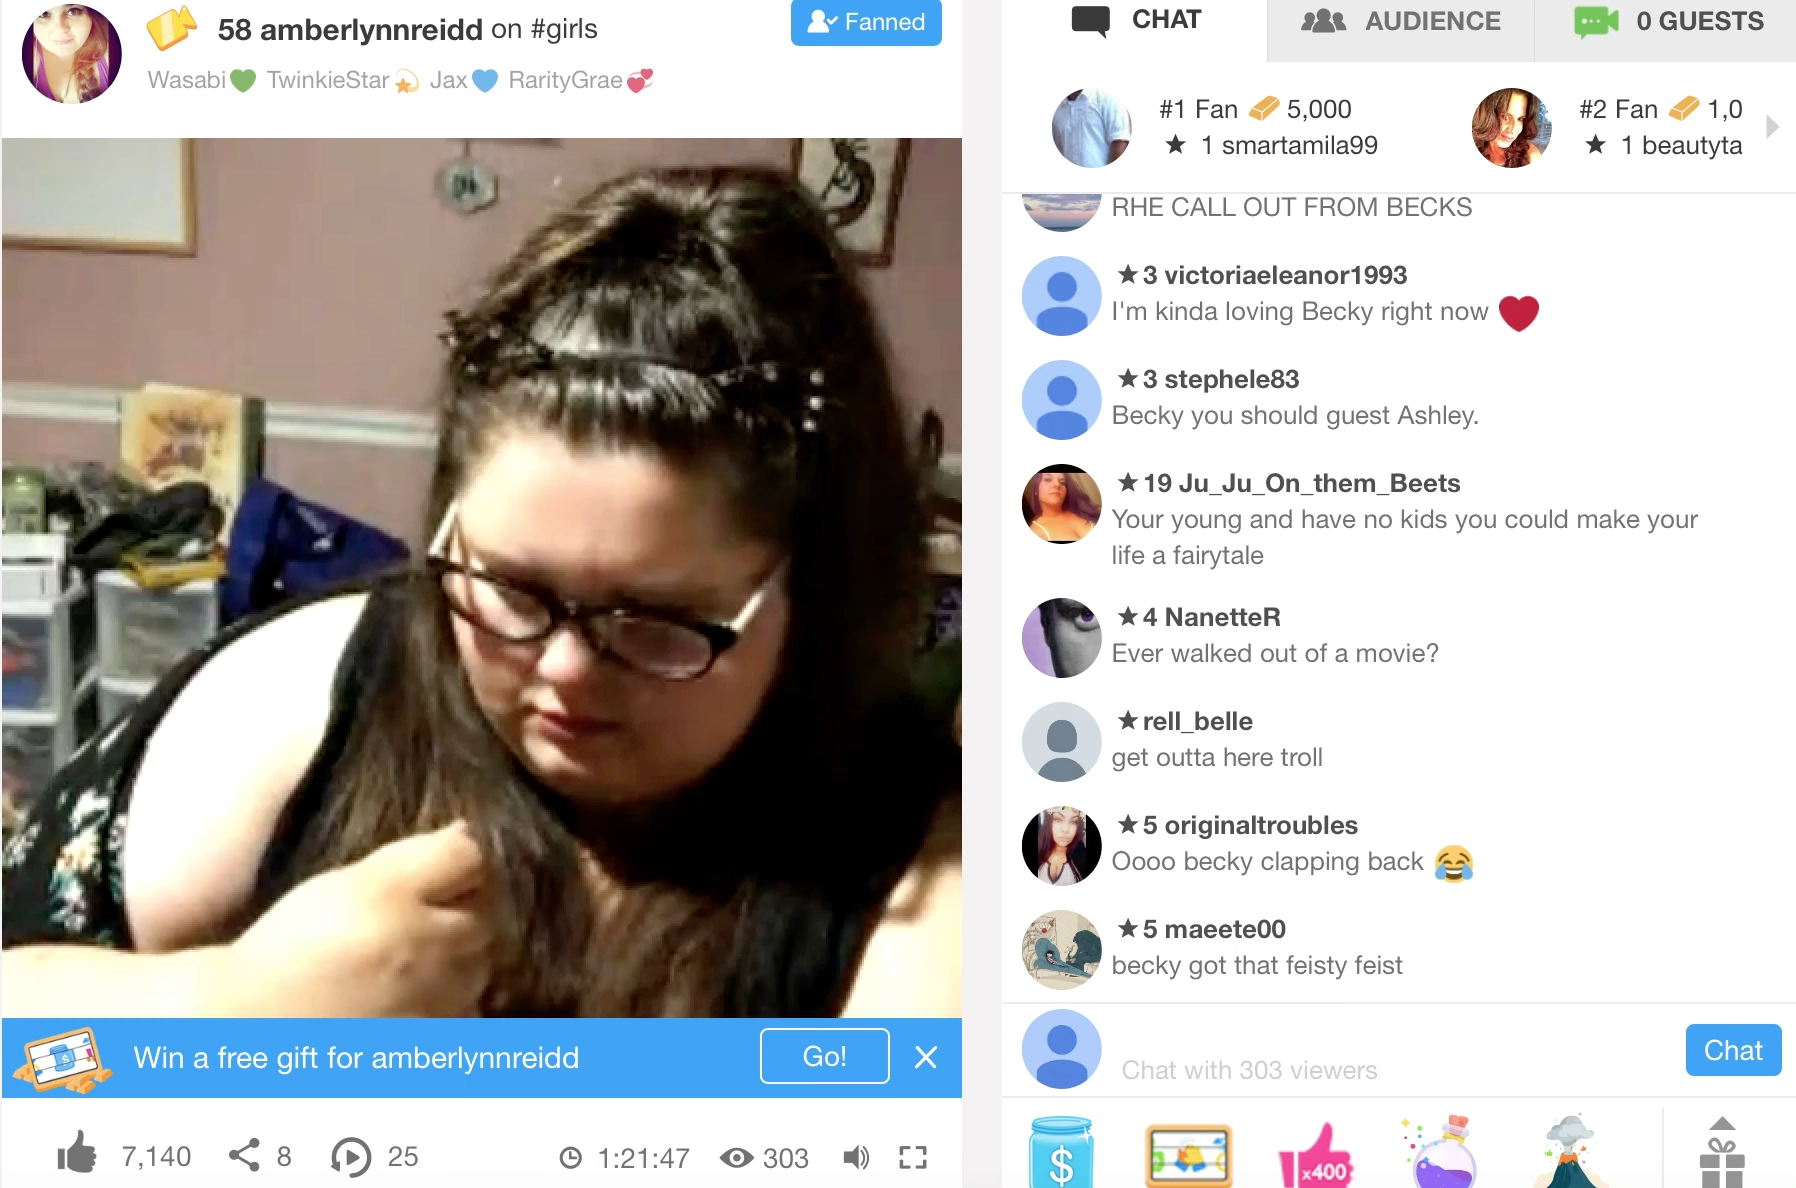 58 amberlynnreidd on #girls
Fanned
Wasabi💚 TwinkieStar💫 Jax💙 RarityGrae💞
Win a free gift for amberlynnreidd
Go!
7,140
8
25
1:21:47
303
CHAT
AUDIENCE
0 GUESTS
#1 Fan 5,000
★ 1 smartamila99
#2 Fan 1,0
★ 1 beautyta
RHE CALL OUT FROM BECKS
★3 victoriaeleanor1993
I'm kinda loving Becky right now ❤
★3 stephele83
Becky you should guest Ashley.
★19 Ju_Ju_On_them_Beets
Your young and have no kids you could make your
life a fairytale
★4 NanetteR
Ever walked out of a movie?
★rell_belle
get outta here troll
★5 originaltroubles
Oooo becky clapping back 😂
★5 maeete00
becky got that feisty feist
Chat with 303 viewers
Chat
$
x400